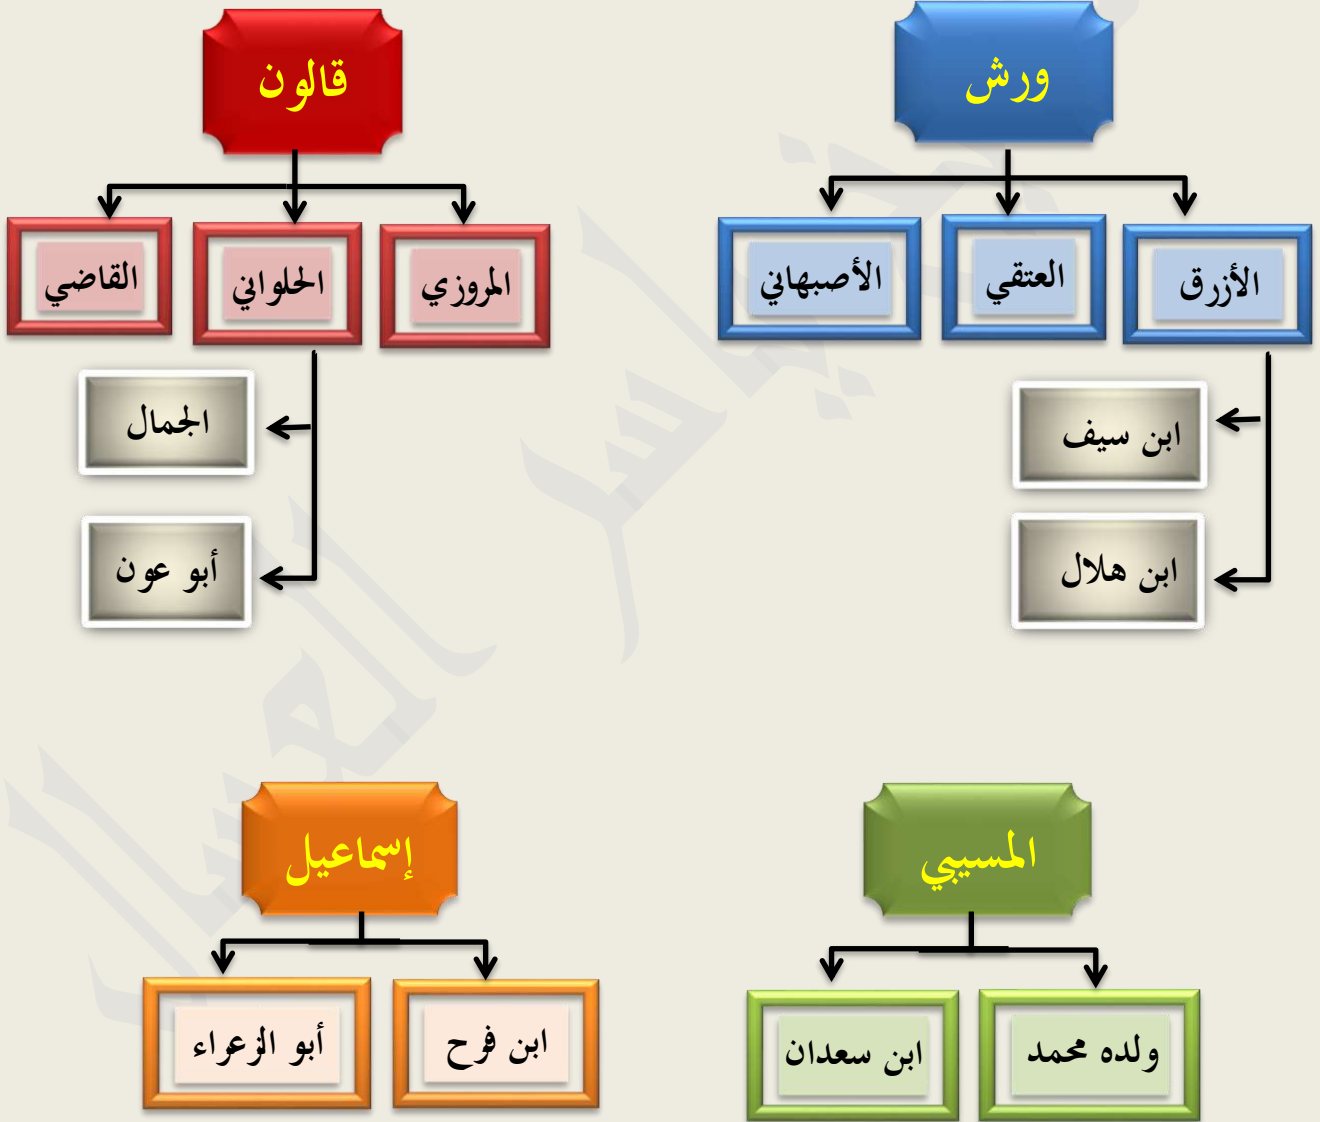 ورش
قالون
الأزرق
العتقي
الأصبهاني
المروزي
الحلواني
القاضي
ابن سيف
ابن هلال
الجمال
أبو عون
المسيبي
إسماعيل
ولده محمد
ابن سعدان
ابن فرح
أبو الزعراء